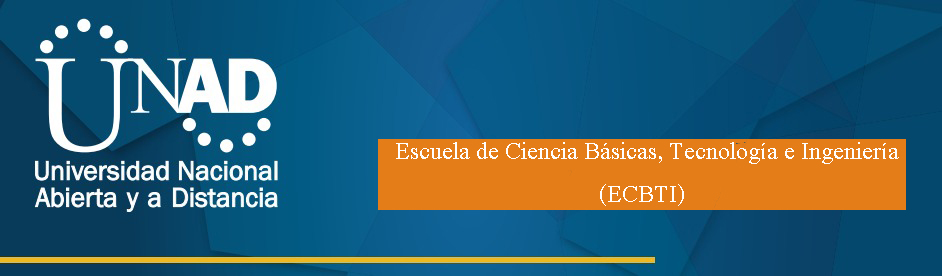 UNAD
Universidad Nacional
Abierta y a Distancia
Escuela de Ciencia Básicas, Tecnología e Ingeniería
(ECBTI)